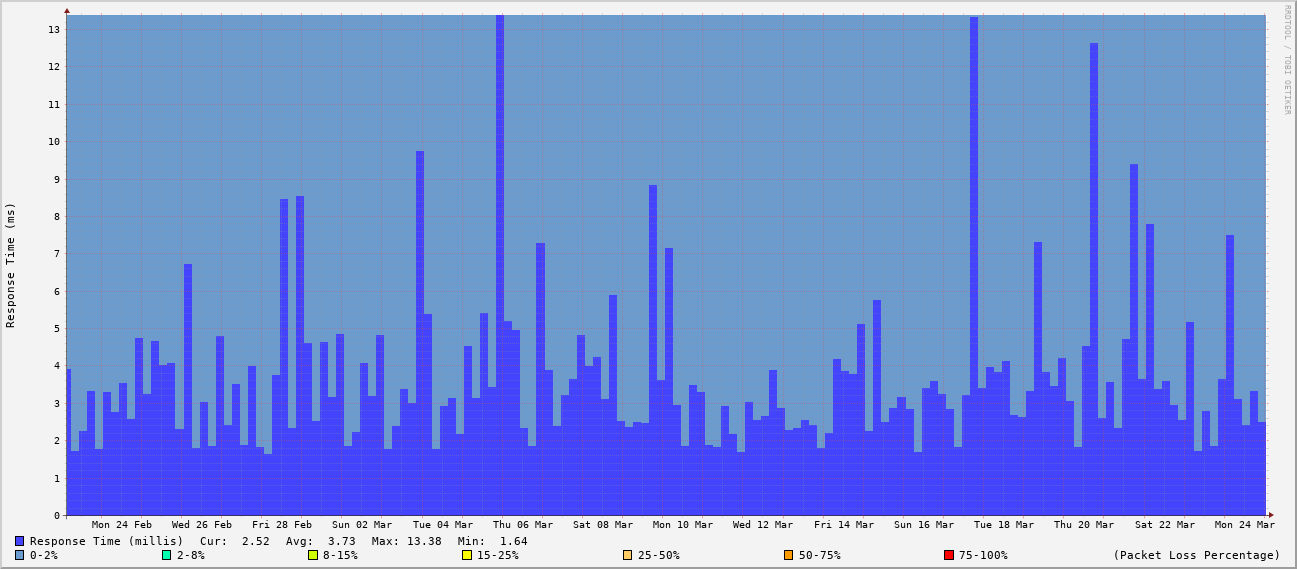 RRDTOOL / TOBI OETIKER
Response Time (ms)
13
12
11
10
9
8
7
6
5
4
3
2
1
0
Mon 24 Feb Wed 26 Feb Fri 28 Feb Sun 02 Mar Tue 04 Mar Thu 06 Mar Sat 08 Mar Mon 10 Mar Wed 12 Mar Fri 14 Mar Sun 16 Mar Tue 18 Mar Thu 20 Mar Sat 22 Mar Mon 24 Mar
Response Time (millis) Cur: 2.52 Avg: 3.73 Max: 13.38 Min: 1.64
0-2% 2-8% 8-15% 15-25% 25-50% 50-75% 75-100% (Packet Loss Percentage)